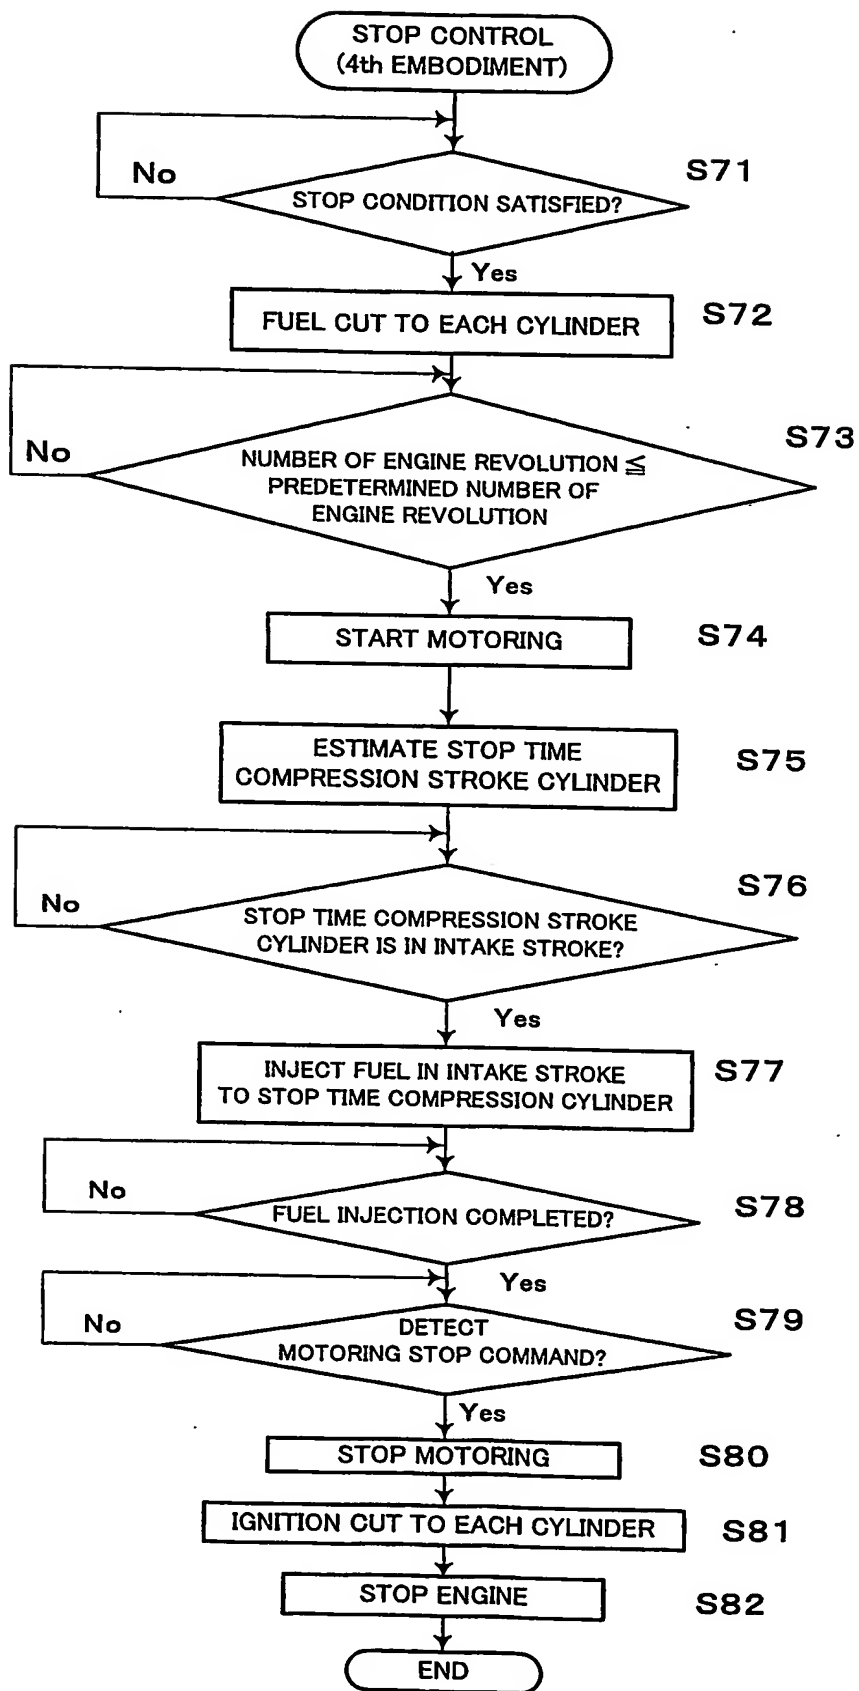 STOP CONTROL
(4th EMBODIMENT)
No
S71
STOP CONDITION SATISFIED?
Yes
FUEL CUT TO EACH CYLINDER
S72
No
S73
NUMBER OF ENGINE REVOLUTION ≦
PREDETERMINED NUMBER OF
ENGINE REVOLUTION
Yes
START MOTORING
S74
ESTIMATE STOP TIME
COMPRESSION STROKE CYLINDER
S75
No
S76
STOP TIME COMPRESSION STROKE
CYLINDER IS IN INTAKE STROKE?
Yes
INJECT FUEL IN INTAKE STROKE
TO STOP TIME COMPRESSION CYLINDER
S77
No
S78
FUEL INJECTION COMPLETED?
Yes
No
S79
DETECT
MOTORING STOP COMMAND?
Yes
STOP MOTORING
S80
IGNITION CUT TO EACH CYLINDER
S81
STOP ENGINE
S82
END